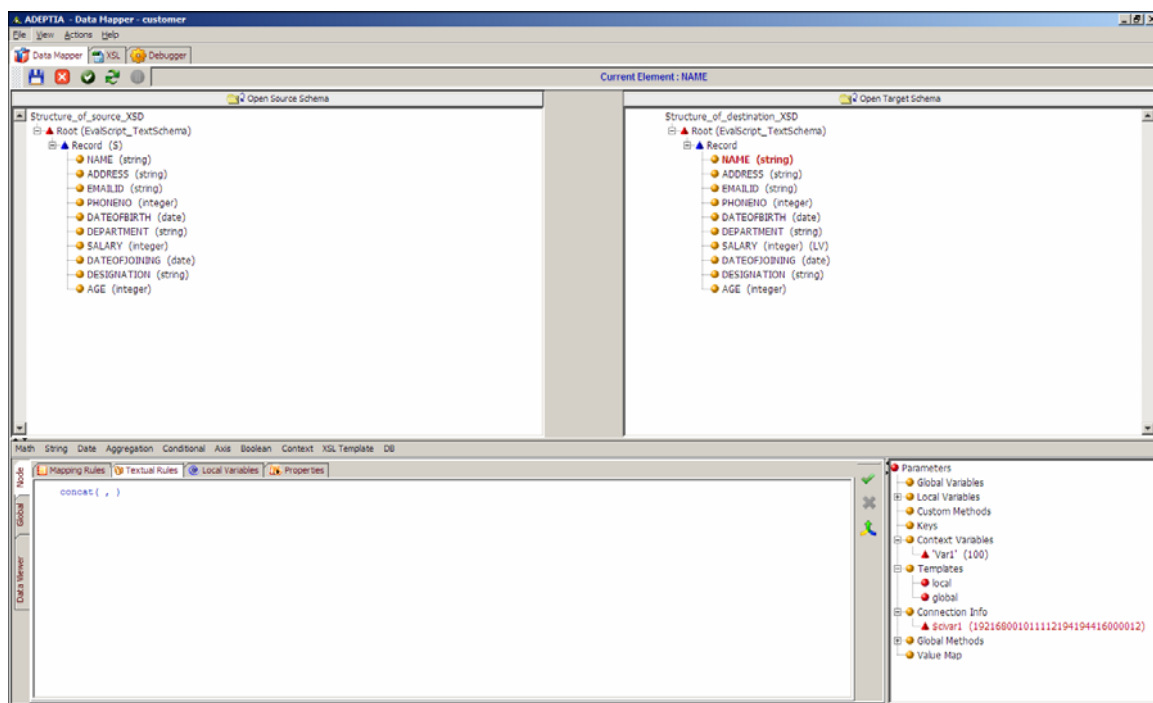 ADEPTIA - Data Mapper - customer
File View Actions Help
Data Mapper XSL Debugger
Current Element : NAME
Open Source Schema
Open Target Schema
Structure_of_source_XSD
Root (EvalScript_TextSchema)
Record (S)
NAME (string)
ADDRESS (string)
EMAILID (string)
PHONENO (integer)
DATEOFBIRTH (date)
DEPARTMENT (string)
SALARY (integer)
DATEOFJOINING (date)
DESIGNATION (string)
AGE (integer)
Structure_of_destination_XSD
Root (EvalScript_TextSchema)
Record
NAME (string)
ADDRESS (string)
EMAILID (string)
PHONENO (integer)
DATEOFBIRTH (date)
DEPARTMENT (string)
SALARY (integer) (LV)
DATEOFJOINING (date)
DESIGNATION (string)
AGE (integer)
Math String Date Aggregation Conditional Axis Boolean Context XSL Template DB
Node
Global
Data Viewer
Mapping Rules Textual Rules Local Variables Properties
concat( , )
Parameters
Global Variables
Local Variables
Custom Methods
Keys
Context Variables
'Var1' (100)
Templates
local
global
Connection Info
$civar1 (192168001011112194194416000012)
Global Methods
Value Map